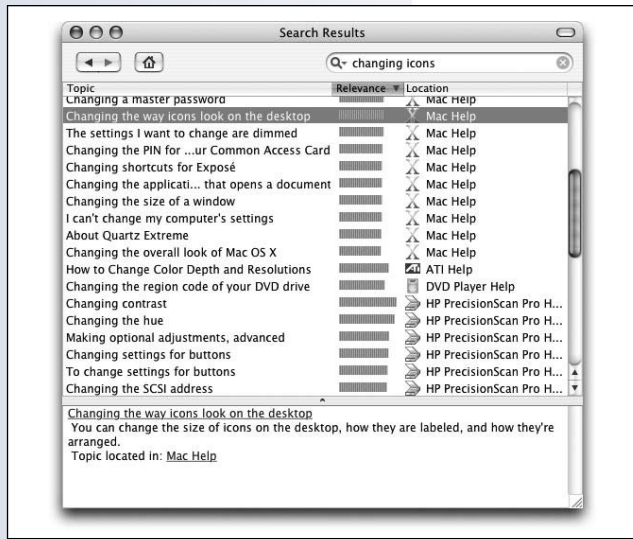 Search Results
changing icons
Topic Relevance Location
Changing a master password Mac Help
Changing the way icons look on the desktop Mac Help
The settings I want to change are dimmed Mac Help
Changing the PIN for ...ur Common Access Card Mac Help
Changing shortcuts for Exposé Mac Help
Changing the applicati... that opens a document Mac Help
Changing the size of a window Mac Help
I can't change my computer's settings Mac Help
About Quartz Extreme Mac Help
Changing the overall look of Mac OS X Mac Help
How to Change Color Depth and Resolutions ATI Help
Changing the region code of your DVD drive DVD Player Help
Changing contrast HP PrecisionScan Pro H...
Changing the hue HP PrecisionScan Pro H...
Making optional adjustments, advanced HP PrecisionScan Pro H...
Changing settings for buttons HP PrecisionScan Pro H...
To change settings for buttons HP PrecisionScan Pro H...
Changing the SCSI address HP PrecisionScan Pro H...
Changing the way icons look on the desktop
You can change the size of icons on the desktop, how they are labeled, and how they're
arranged.
Topic located in: Mac Help